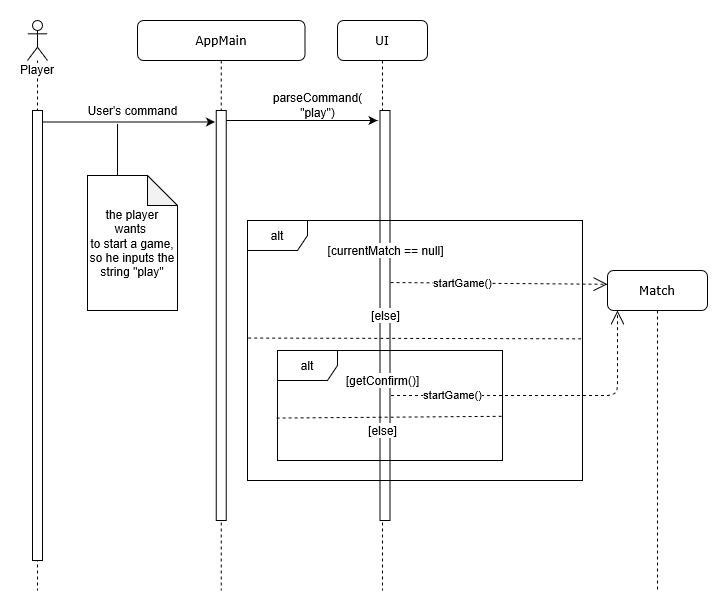 AppMain
UI
Player
User's command
parseCommand(
"play")
the player
wants
to start a game,
so he inputs the
string "play"
alt
[currentMatch == null]
startGame()
Match
[else]
alt
[getConfirm()]
startGame()
[else]